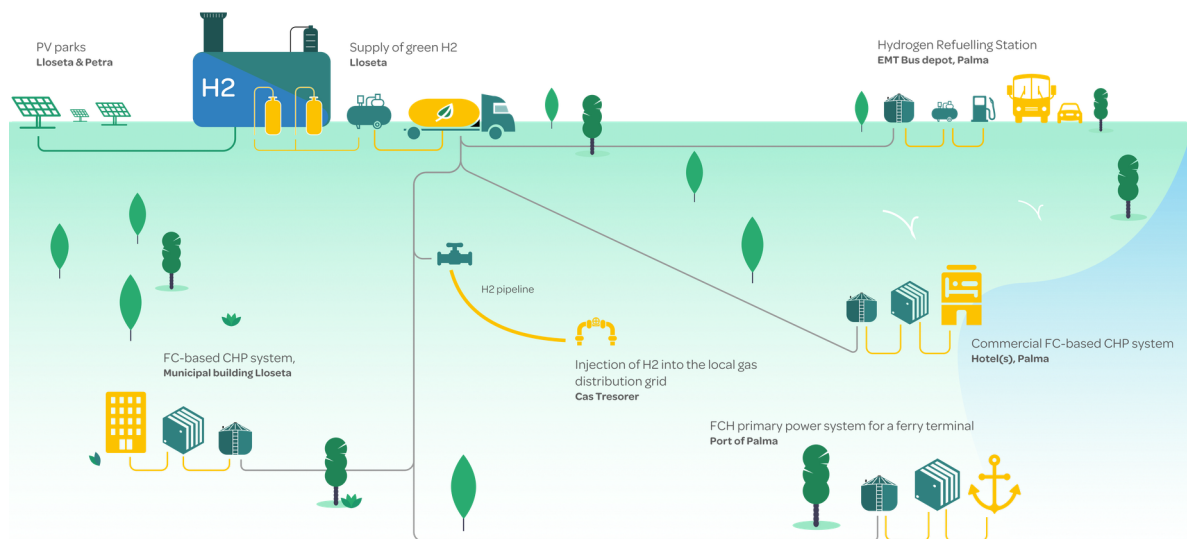 PV parks
Lloseta & Petra
H2
Supply of green H2
Lloseta
Hydrogen Refuelling Station
EMT Bus depot, Palma
H2 pipeline
Injection of H2 into the local gas
distribution grid
Cas Tresorer
Commercial FC-based CHP system
Hotel(s), Palma
FC-based CHP system,
Municipal building Lloseta
FCH primary power system for a ferry terminal
Port of Palma